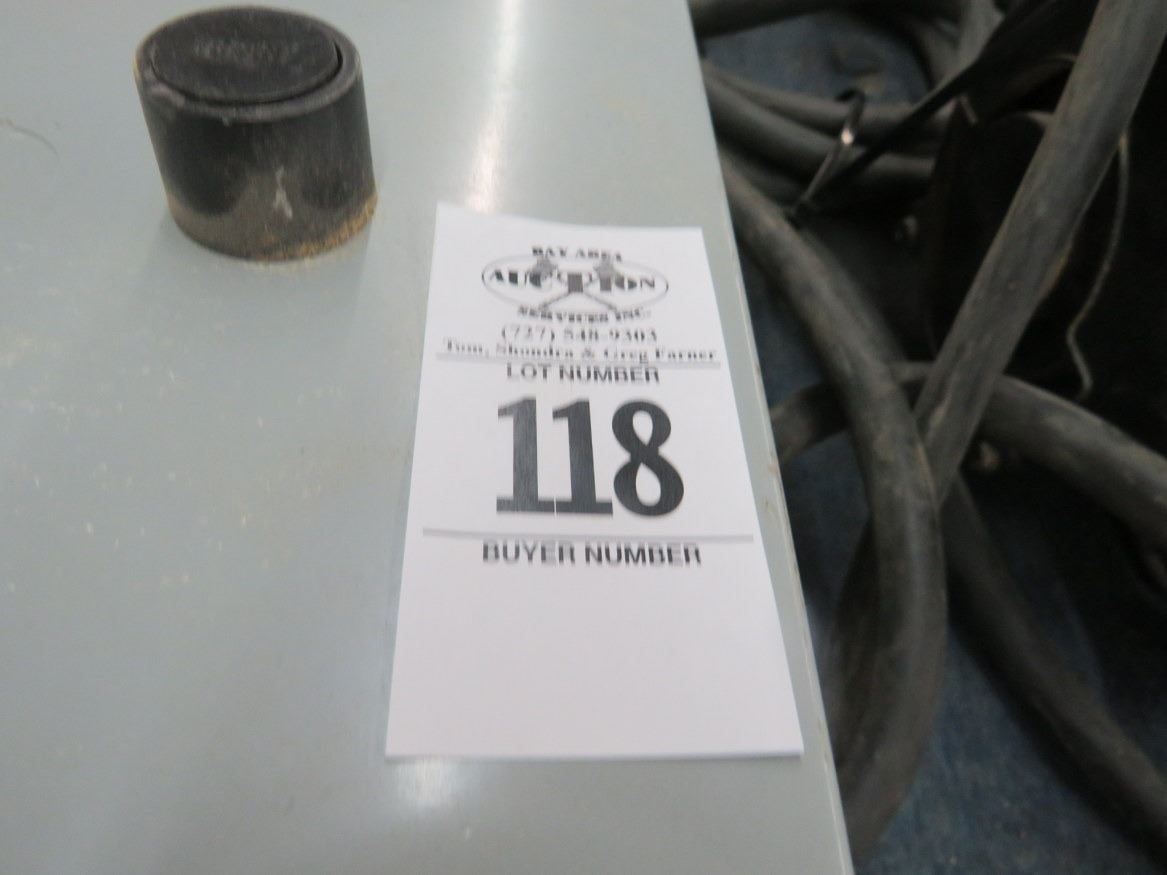 BAY AREA
AUCTION
SERVICES INC.
(727) 548-9303
Tom, Shondra & Greg Farner
LOT NUMBER
118
BUYER NUMBER